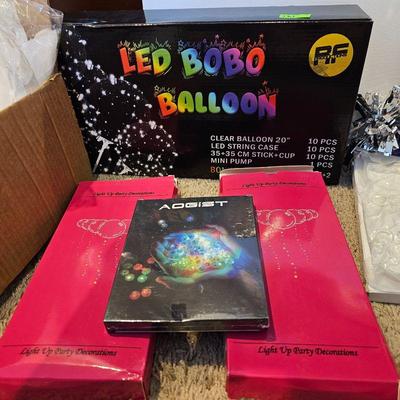 LED BOBO
BALLOON
CLEAR BALLOON 20" 10 PCS
LED STRING CASE 10 PCS
35+35 CM STICK+CUP 10 PCS
MINI PUMP 1 PCS
AOGIST
Light Up Party Decorations
Light Up Party Decorations